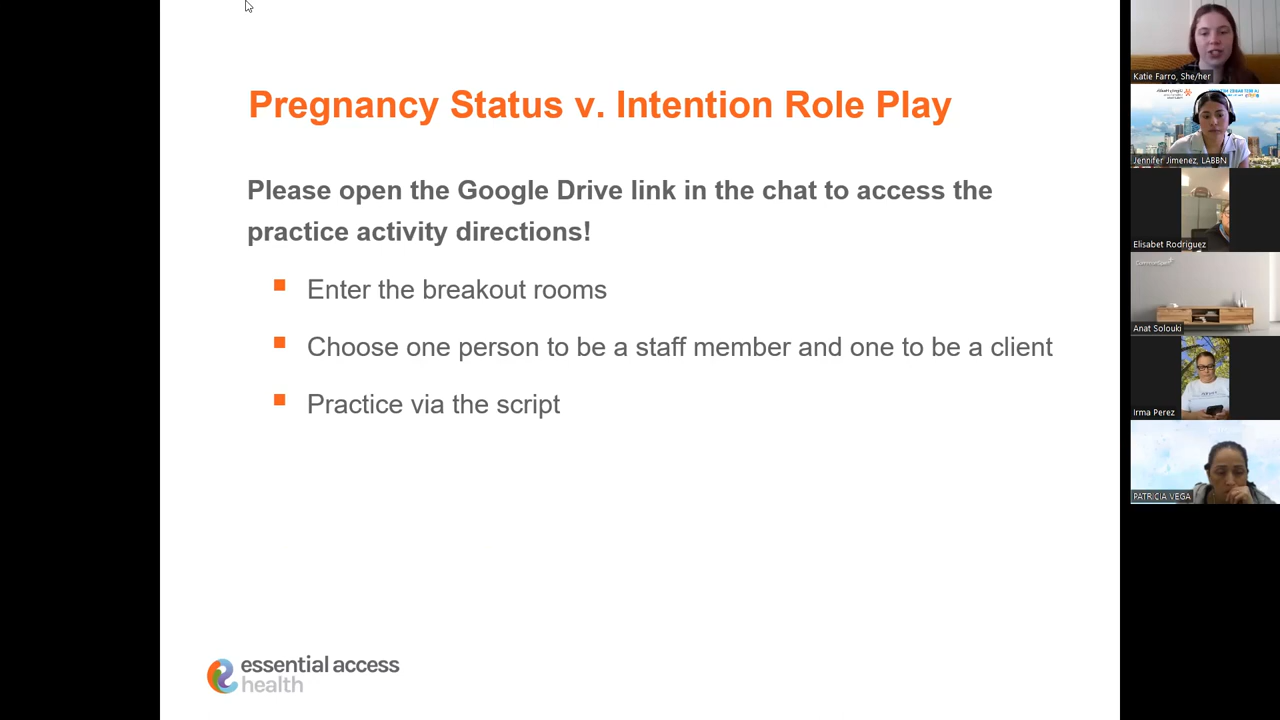 Pregnancy Status v. Intention Role Play
Please open the Google Drive link in the chat to access the
practice activity directions!
Enter the breakout rooms
Choose one person to be a staff member and one to be a client
Practice via the script
essential access
health
Katie Farro, She/her
Jennifer Jimenez, LABBN
Elisabet Rodriguez
Anat Solouki
Irma Perez
PATRICIA VEGA